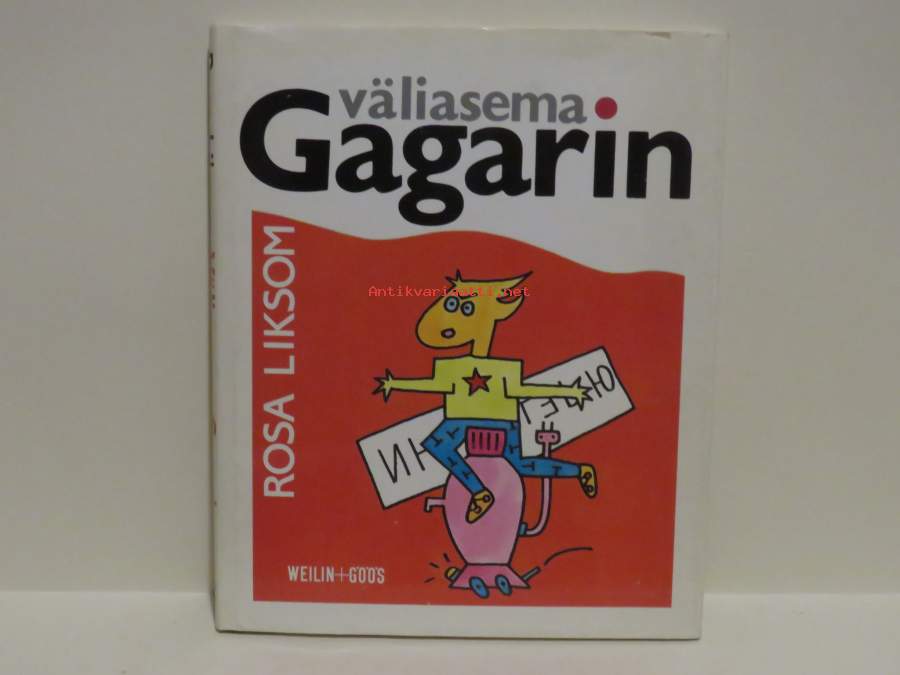 väliasema
Gagarin
ROSA LIKSOM
Antikvariaatti.net
WEILIN+GÖÖS